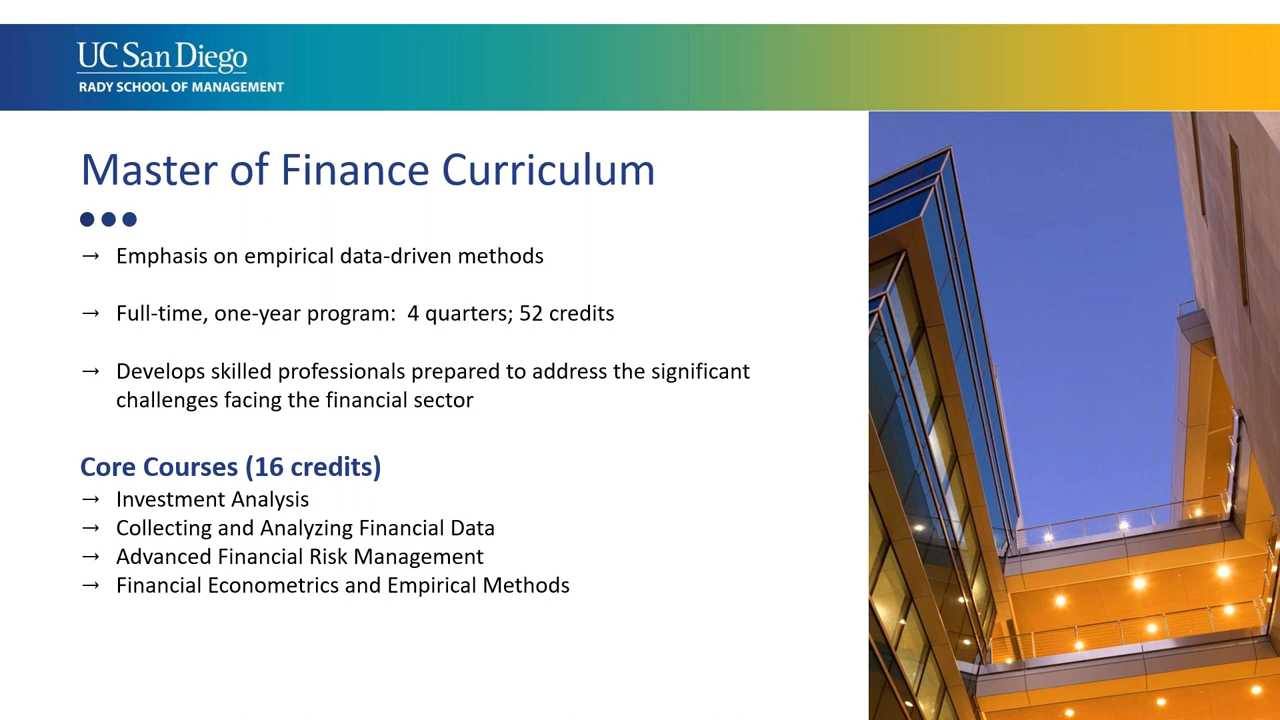 UC San Diego
RADY SCHOOL OF MANAGEMENT
Master of Finance Curriculum
→ Emphasis on empirical data-driven methods
→ Full-time, one-year program:  4 quarters; 52 credits
→ Develops skilled professionals prepared to address the significant
challenges facing the financial sector
Core Courses (16 credits)
→ Investment Analysis
→ Collecting and Analyzing Financial Data
→ Advanced Financial Risk Management
→ Financial Econometrics and Empirical Methods